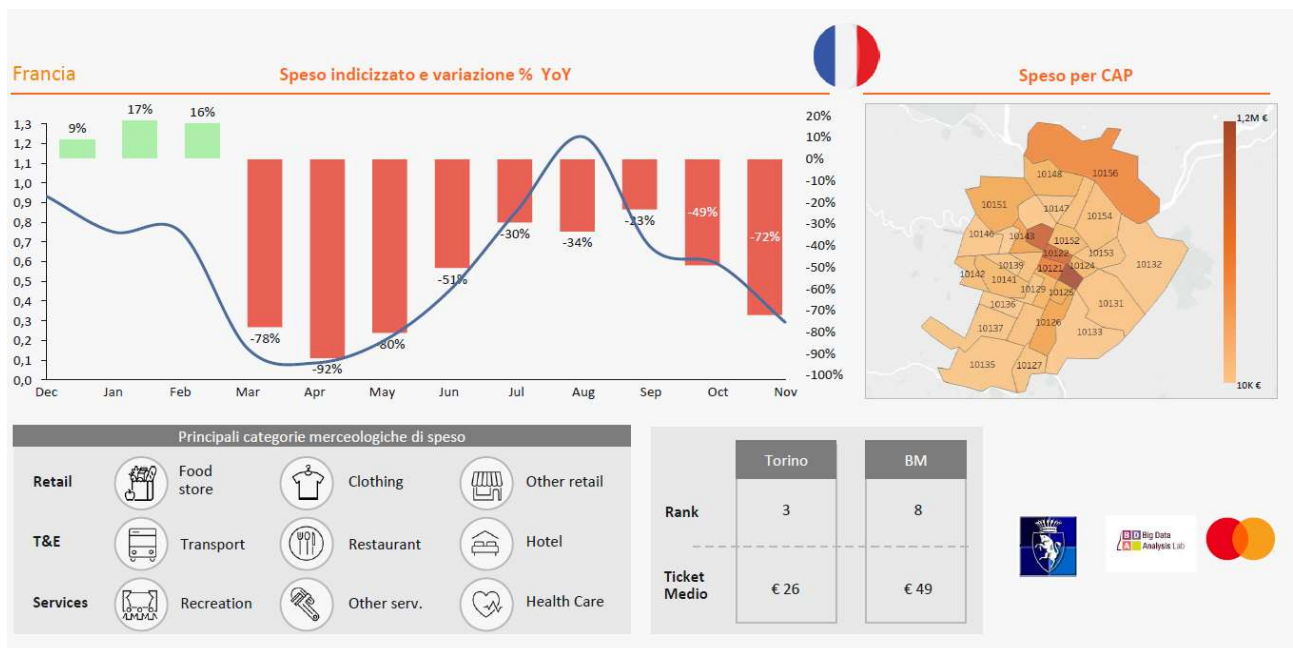 Francia
Speso indicizzato e variazione % YoY
Speso per CAP
1,3
1,2
1,1
1,0
0,9
0,8
0,7
0,6
0,5
0,4
0,3
0,2
0,1
0,0
9%
17%
16%
-78%
-92%
-80%
-51%
-30%
-34%
-23%
-49%
-72%
20%
10%
0%
-10%
-20%
-30%
-40%
-50%
-60%
-70%
-80%
-90%
-100%
Dec Jan Feb Mar Apr May Jun Jul Aug Sep Oct Nov
1,2M €
10148 10156
10151 10147 10154
10146 10143 10152
10122 10153
10139 10121 10124 10132
10142 10141
10129 10125
10136 10131
10137 10126 10133
10135 10127
10K €
Principali categorie merceologiche di speso
Retail
Food
store
Clothing
Other retail
T&E
Transport
Restaurant
Hotel
Services
Recreation
Other serv.
Health Care
Torino BM
Rank 3 8
Ticket
Medio
€ 26 € 49
B D
A
Big Data
Analysis Lab